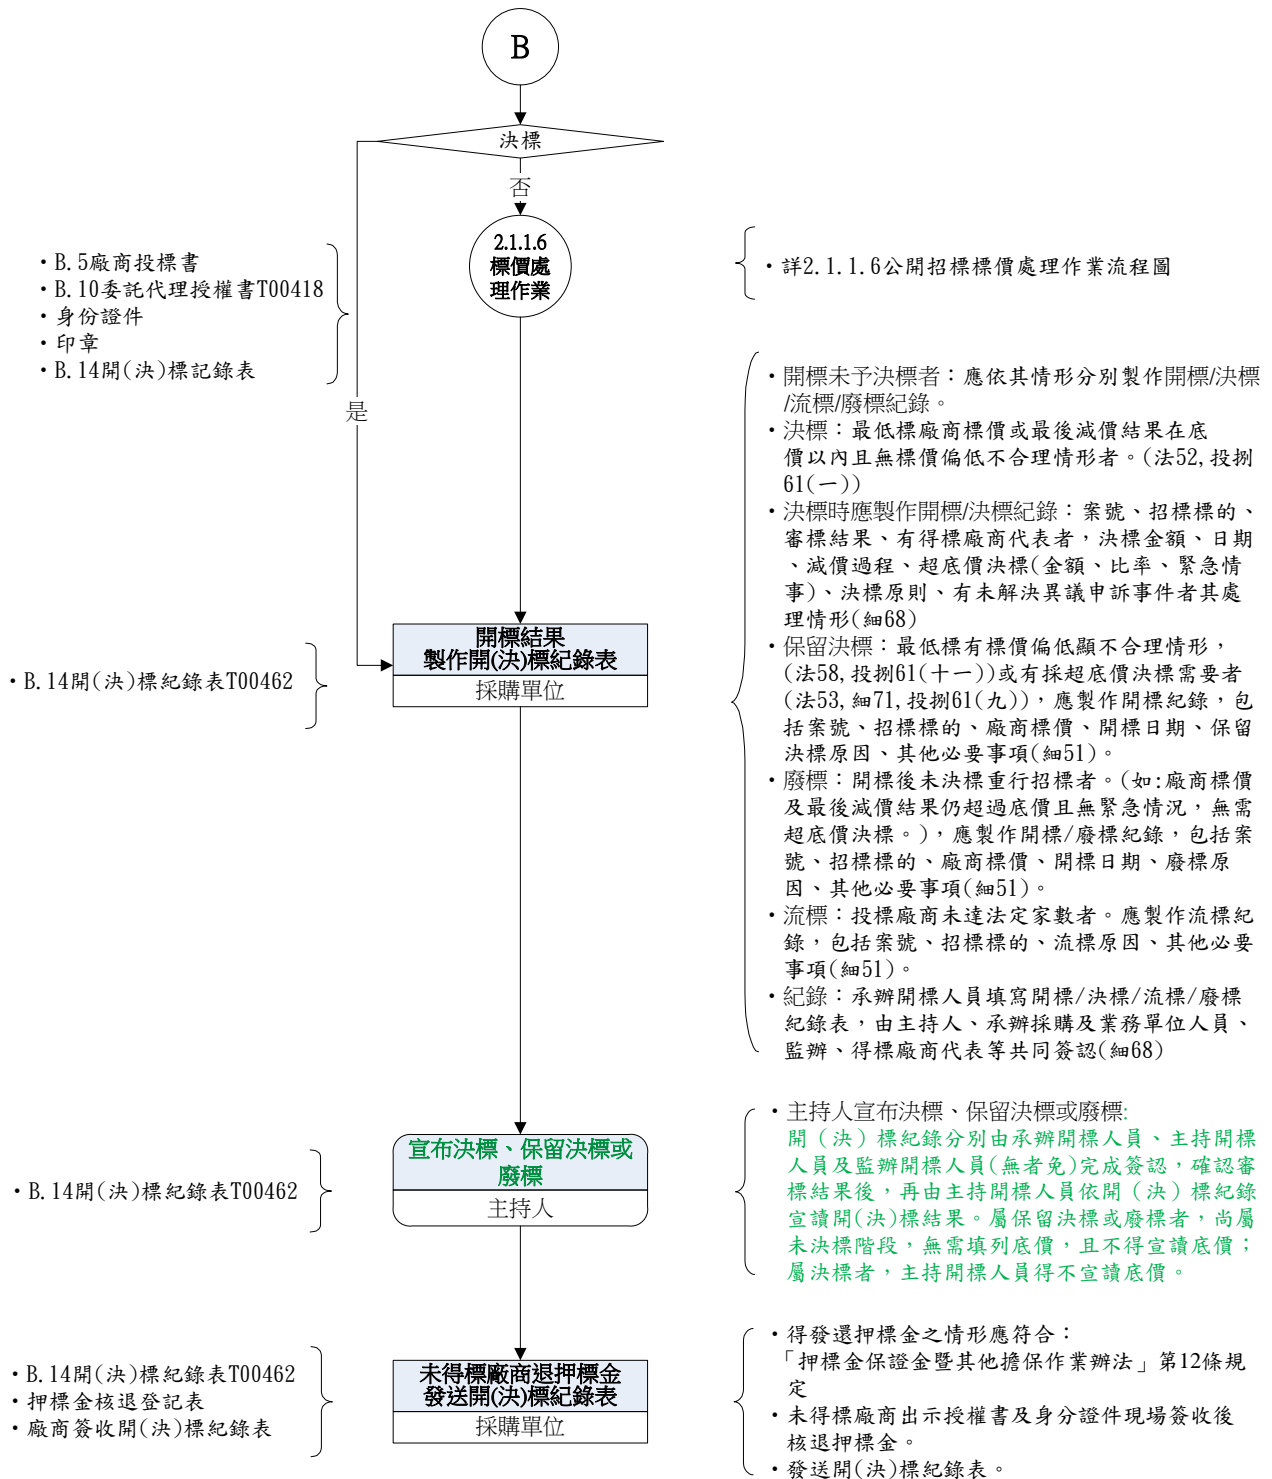 B
決標
否
2.1.1.6
標價處
理作業
・B.5廠商投標書
・B.10委託代理授權書T00418
・身份證件
・印章
・B.14開(決)標記錄表
・詳2.1.1.6公開招標標價處理作業流程圖
是
・開標未予決標者：應依其情形分別製作開標/決標
/流標/廢標紀錄。
・決標：最低標廠商標價或最後減價結果在底
價以內且無標價偏低不合理情形者。(法52,投捌
61(一))
・決標時應製作開標/決標紀錄：案號、招標標的、
審標結果、有得標廠商代表者，決標金額、日期
、減價過程、超底價決標(金額、比率、緊急情
事)、決標原則、有未解決異議申訴事件者其處
理情形(細68)
・保留決標：最低標有標價偏低顯不合理情形，
(法58,投捌61(十一))或有採超底價決標需要者
(法53,細71,投捌61(九))，應製作開標紀錄，包
括案號、招標標的、廠商標價、開標日期、保留
決標原因、其他必要事項(細51)。
・廢標：開標後未決標重行招標者。(如:廠商標價
及最後減價結果仍超過底價且無緊急情況，無需
超底價決標。)，應製作開標/廢標紀錄，包括案
號、招標標的、廠商標價、開標日期、廢標原
因、其他必要事項(細51)。
・流標：投標廠商未達法定家數者。應製作流標紀
錄，包括案號、招標標的、流標原因、其他必要
事項(細51)。
・紀錄：承辦開標人員填寫開標/決標/流標/廢標
紀錄表，由主持人、承辦採購及業務單位人員、
監辦、得標廠商代表等共同簽認(細68)
開標結果
製作開(決)標紀錄表
採購單位
・B.14開(決)標紀錄表T00462
宣布決標、保留決標或
廢標
主持人
・B.14開(決)標紀錄表T00462
・主持人宣布決標、保留決標或廢標:
開（決）標紀錄分別由承辦開標人員、主持開標
人員及監辦開標人員(無者免)完成簽認，確認審
標結果後，再由主持開標人員依開（決）標紀錄
宣讀開(決)標結果。屬保留決標或廢標者，尚屬
未決標階段，無需填列底價，且不得宣讀底價；
屬決標者，主持開標人員得不宣讀底價。
未得標廠商退押標金
發送開(決)標紀錄表
採購單位
・B.14開(決)標紀錄表T00462
・押標金核退登記表
・廠商簽收開(決)標紀錄表
・得發還押標金之情形應符合：
「押標金保證金暨其他擔保作業辦法」第12條規
定
・未得標廠商出示授權書及身分證件現場簽收後
核退押標金。
・發送開(決)標紀錄表。